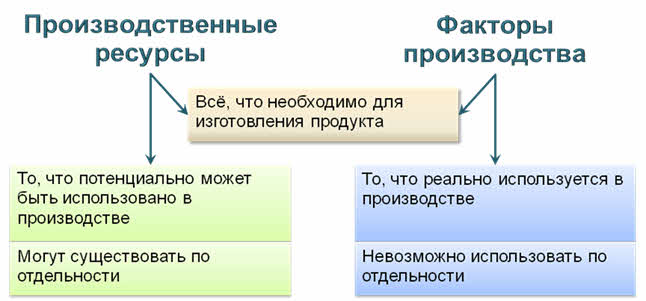 Производственные
ресурсы
Факторы
производства
Всё, что необходимо для
изготовления продукта
То, что потенциально может
быть использовано в
производстве
Могут существовать по
отдельности
То, что реально используется в
производстве
Невозможно использовать по
отдельности